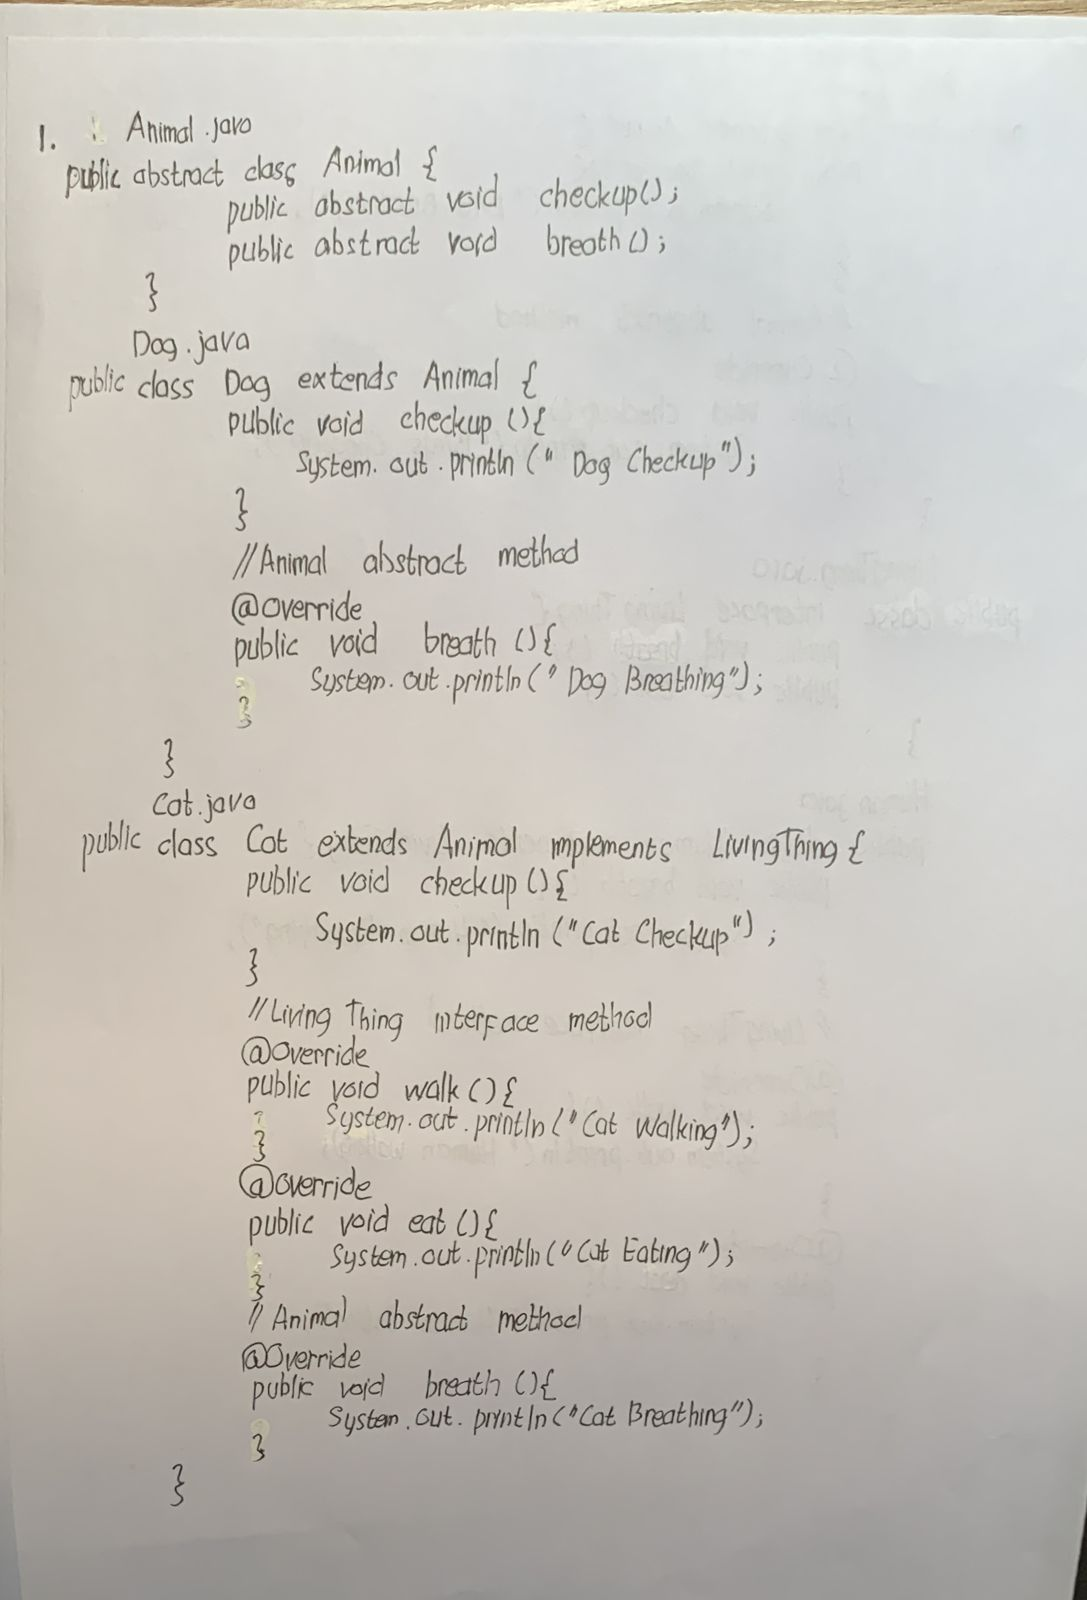 1. Animal.java
public abstract class Animal {
public abstract void checkup();
public abstract void breath();
}
Dog.java
public class Dog extends Animal {
public void checkup (){
System.out.println (" Dog Checkup");
}
//Animal abstract method
@Override
public void breath (){
System.out.println (" Dog Breathing");
}
}
Cat.java
public class Cat extends Animal implements LivingThing {
public void checkup (){
System.out.println ("Cat Checkup") ;
}
//Living Thing interface method
@Override
public void walk (){
System.out.println ("Cat Walking");
}
@Override
public void eat (){
System.out.println ("Cat Eating");
}
// Animal abstract method
@Override
public void breath (){
System.out.println ("Cat Breathing");
}
}